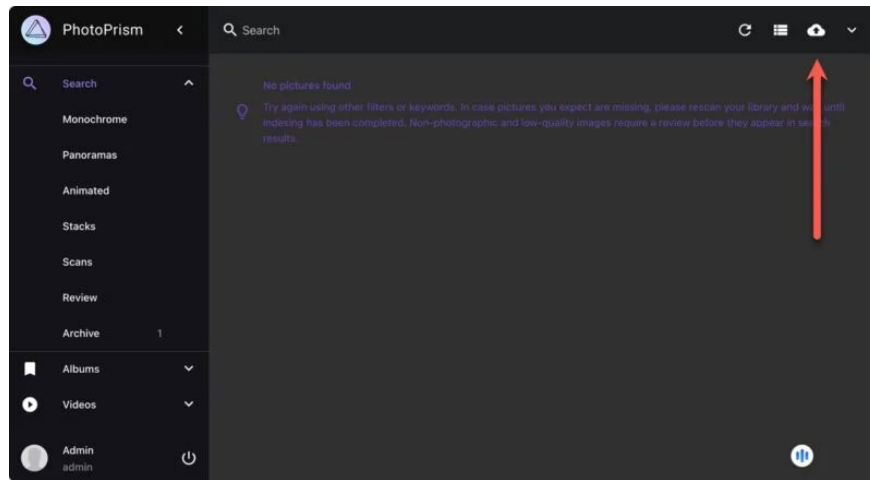 PhotoPrism
Search
Search
Monochrome
Panoramas
Animated
Stacks
Scans
Review
Archive 1
Albums
Videos
Admin
admin
No pictures found
Try again using other filters or keywords. In case pictures you expect are missing, please rescan your library and wait until
indexing has been completed. Non-photographic and low-quality images require a review before they appear in search
results.